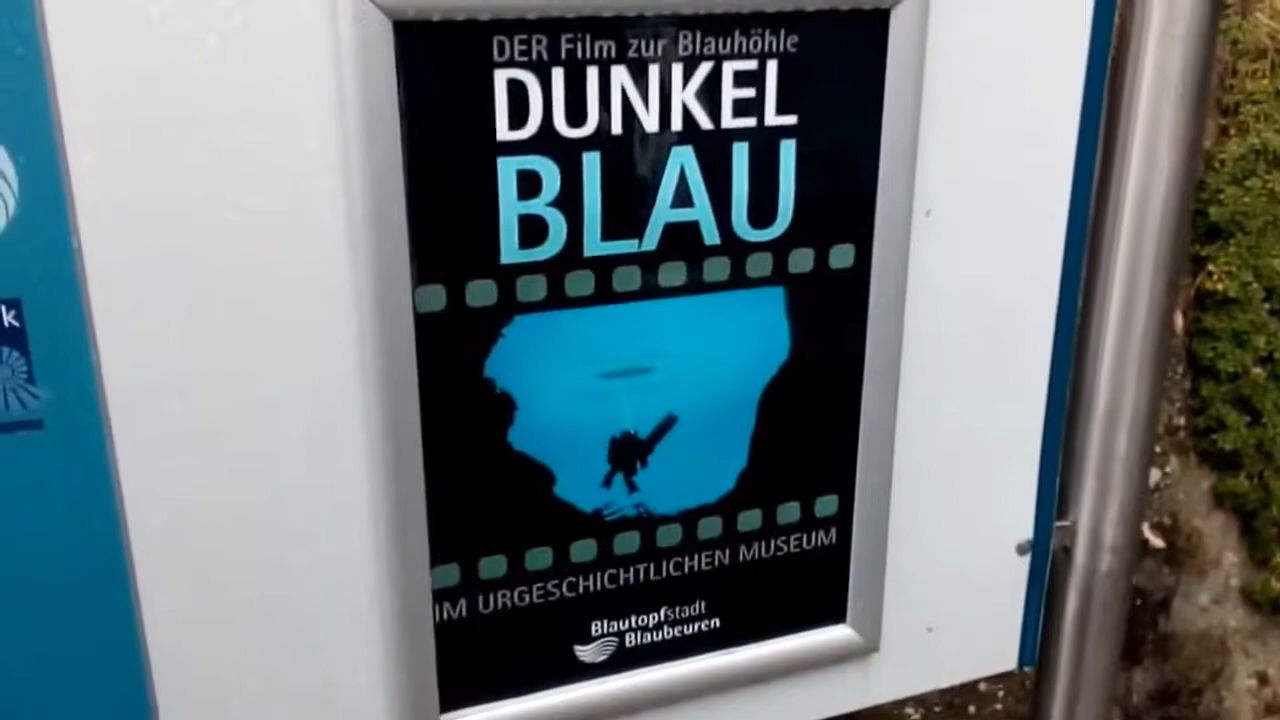 DER Film zur Blauhöhle
DUNKEL
BLAU
IM URGESCHICHTLICHEN MUSEUM
Blautopfstadt
Blaubeuren
k